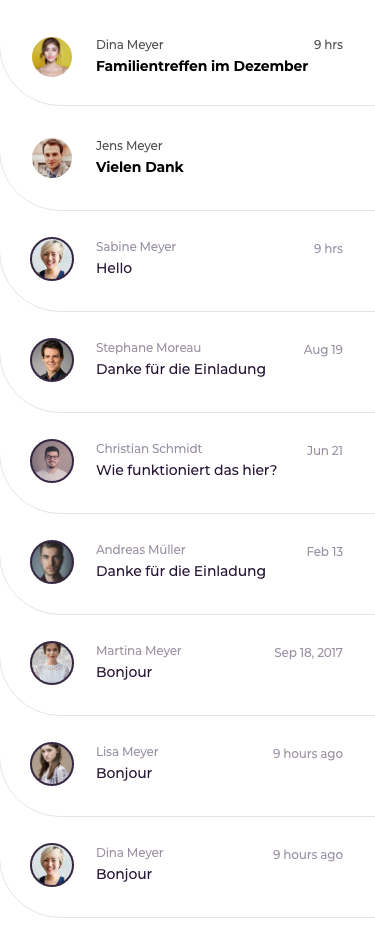 Dina Meyer
9 hrs
Familientreffen im Dezember
Jens Meyer
Vielen Dank
Sabine Meyer
9 hrs
Hello
Stephane Moreau
Aug 19
Danke für die Einladung
Christian Schmidt
Jun 21
Wie funktioniert das hier?
Andreas Müller
Feb 13
Danke für die Einladung
Martina Meyer
Sep 18, 2017
Bonjour
Lisa Meyer
9 hours ago
Bonjour
Dina Meyer
9 hours ago
Bonjour